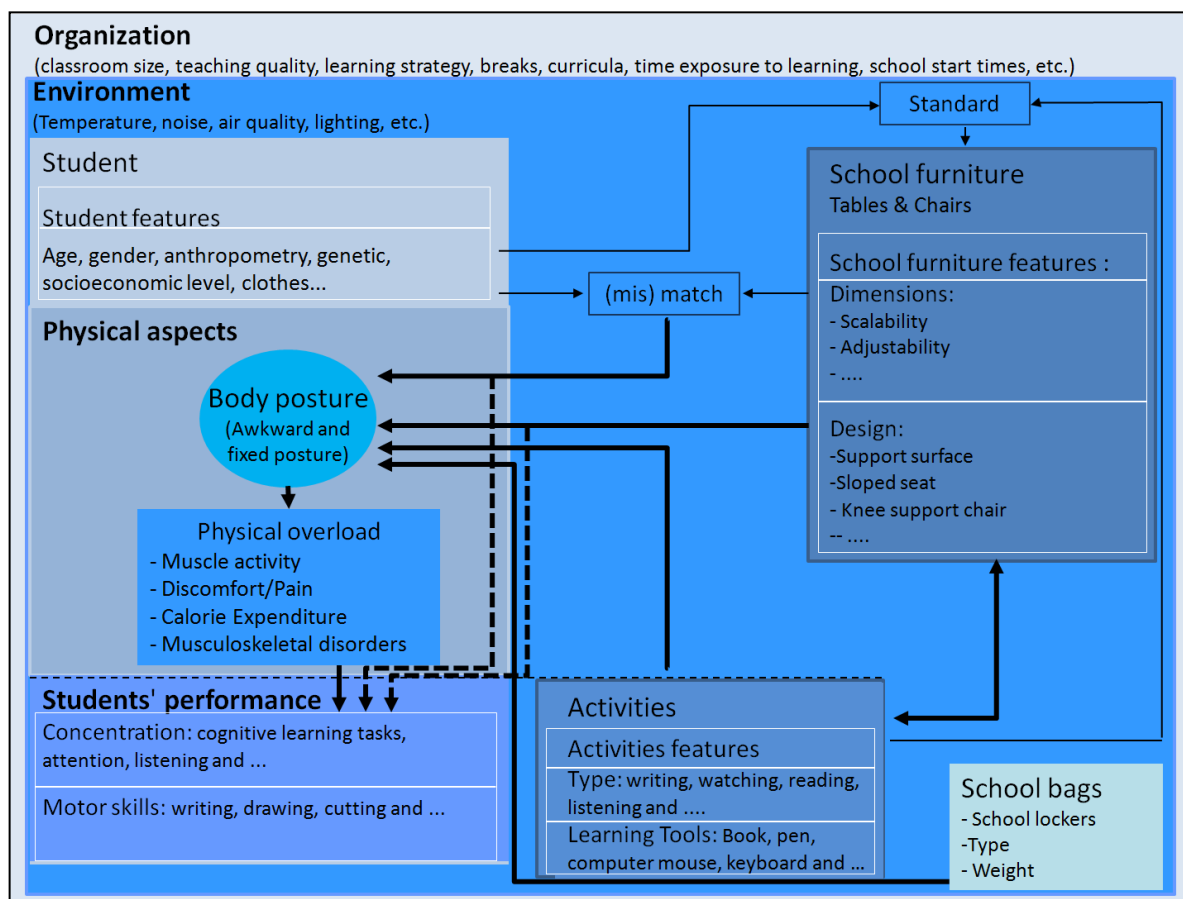 Organization
(classroom size, teaching quality, learning strategy, breaks, curricula, time exposure to learning, school start times, etc.)
Environment
(Temperature, noise, air quality, lighting, etc.)
Standard
Student
Student features
Age, gender, anthropometry, genetic,
socioeconomic level, clothes...
(mis) match
School furniture
Tables & Chairs
School furniture features :
Dimensions:
- Scalability
- Adjustability
- ....
Design:
-Support surface
-Sloped seat
- Knee support chair
-- ....
Physical aspects
Body posture
(Awkward and
fixed posture)
Physical overload
- Muscle activity
- Discomfort/Pain
- Calorie Expenditure
- Musculoskeletal disorders
Students' performance
Concentration: cognitive learning tasks,
attention, listening and ...
Motor skills: writing, drawing, cutting and ...
Activities
Activities features
Type: writing, watching, reading,
listening and ....
Learning Tools: Book, pen,
computer mouse, keyboard and ...
School bags
- School lockers
-Type
- Weight